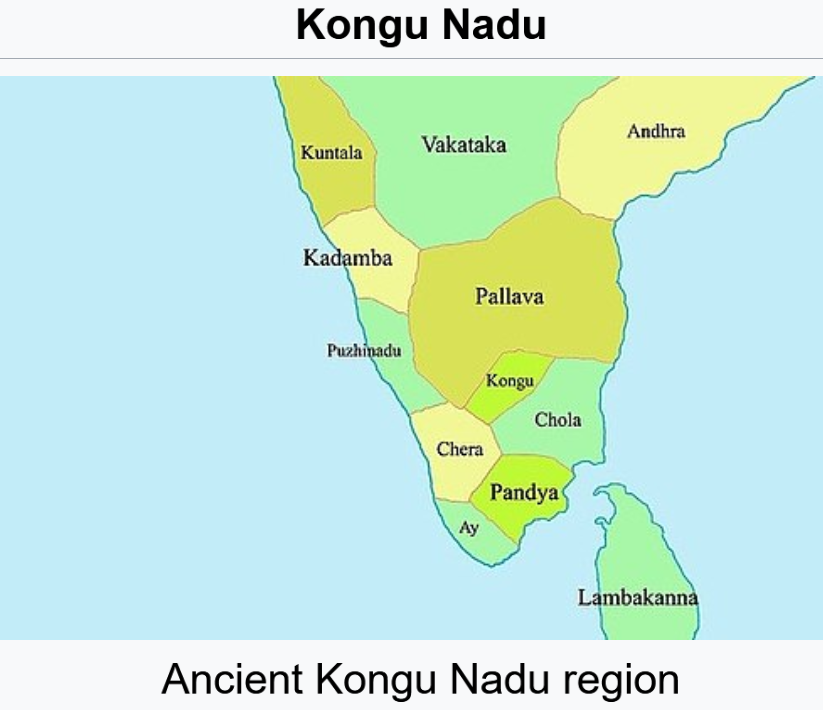 Kongu Nadu
Andhra
Vakataka
Kuntala
Kadamba
Pallava
Puzhinadu
Kongu
Chola
Chera
Pandya
Ay
Lambakanna
Ancient Kongu Nadu region